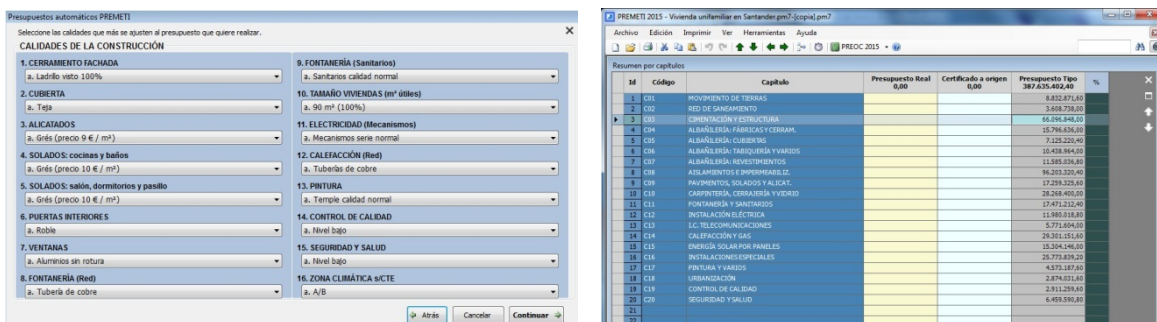 Presupuestos automáticos PREMETI
Seleccione las calidades que más se ajusten al presupuesto que quiere realizar.
CALIDADES DE LA CONSTRUCCIÓN
1. CERRAMIENTO FACHADA
a. Ladrillo visto 100%
2. CUBIERTA
a. Teja
3. ALICATADOS
a. Grés (precio 9 € / m²)
4. SOLADOS: cocinas y baños
a. Grés (precio 10 € / m²)
5. SOLADOS: salón, dormitorios y pasillo
a. Grés (precio 10 € / m²)
6. PUERTAS INTERIORES
a. Roble
7. VENTANAS
a. Aluminios sin rotura
8. FONTANERÍA (Red)
a. Tubería de cobre
9. FONTANERÍA (Sanitarios)
a. Sanitarios calidad normal
10. TAMAÑO VIVIENDAS (m² útiles)
a. 90 m² (100%)
11. ELECTRICIDAD (Mecanismos)
a. Mecanismos serie normal
12. CALEFACCIÓN (Red)
a. Tuberías de cobre
13. PINTURA
a. Temple calidad normal
14. CONTROL DE CALIDAD
a. Nivel bajo
15. SEGURIDAD Y SALUD
a. Nivel bajo
16. ZONA CLIMÁTICA s/CTE
a. A/B
Atrás Cancelar Continuar
PREMETI 2015 - Vivienda unifamiliar en Santander.pm7-[copia].pm7
Archivo Edición Imprimir Ver Herramientas Ayuda
PREOC 2015
Resumen por capítulos
Id Código Capítulo Presupuesto Real 0,00 Certificado a origen 0,00 Presupuesto Tipo 387.635.402,40 %
1 C01 MOVIMIENTO DE TIERRAS 8.832.871,60
2 C02 RED DE SANEAMIENTO 3.608.738,00
3 C03 CIMENTACIÓN Y ESTRUCTURA 66.096.848,00
4 C04 ALBAÑILERÍA: FÁBRICAS Y CERRAM. 15.796.636,00
5 C05 ALBAÑILERÍA: CUBIERTAS 7.125.220,40
6 C06 ALBAÑILERÍA: TABIQUERÍA Y VARIOS 10.438.964,00
7 C07 ALBAÑILERÍA: REVESTIMIENTOS 11.585.036,80
8 C08 AISLAMIENTOS E IMPERMEABILIZ. 96.203.320,40
9 C09 PAVIMENTOS, SOLADOS Y ALICAT. 17.259.325,60
10 C10 CARPINTERÍA, CERRAJERÍA Y VIDRIO 28.268.400,00
11 C11 FONTANERÍA Y SANITARIOS 17.471.212,40
12 C12 INSTALACIÓN ELÉCTRICA 11.980.018,80
13 C13 I.C. TELECOMUNICACIONES 5.771.604,00
14 C14 CALEFACCIÓN Y GAS 29.301.151,60
15 C15 ENERGÍA SOLAR POR PANELES 15.304.146,00
16 C16 INSTALACIONES ESPECIALES 25.773.839,20
17 C17 PINTURA Y VARIOS 4.573.187,60
18 C18 URBANIZACIÓN 2.874.031,60
19 C19 CONTROL DE CALIDAD 2.911.259,60
20 C20 SEGURIDAD Y SALUD 6.459.590,80
21
22